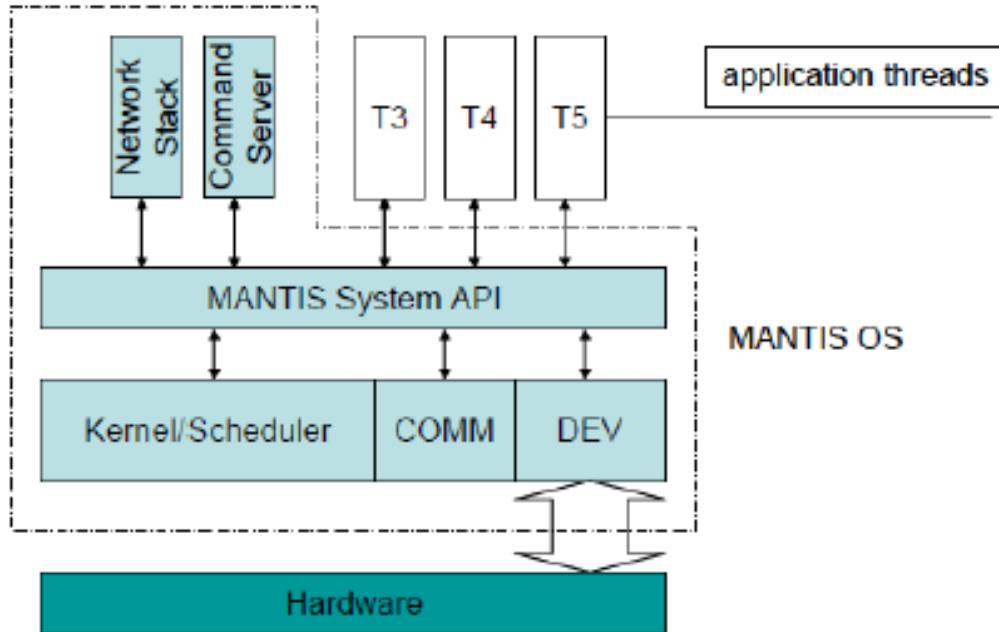 Network
Stack
Command
Server
T3
T4
T5
application threads
MANTIS System API
MANTIS OS
Kernel/Scheduler
COMM
DEV
Hardware